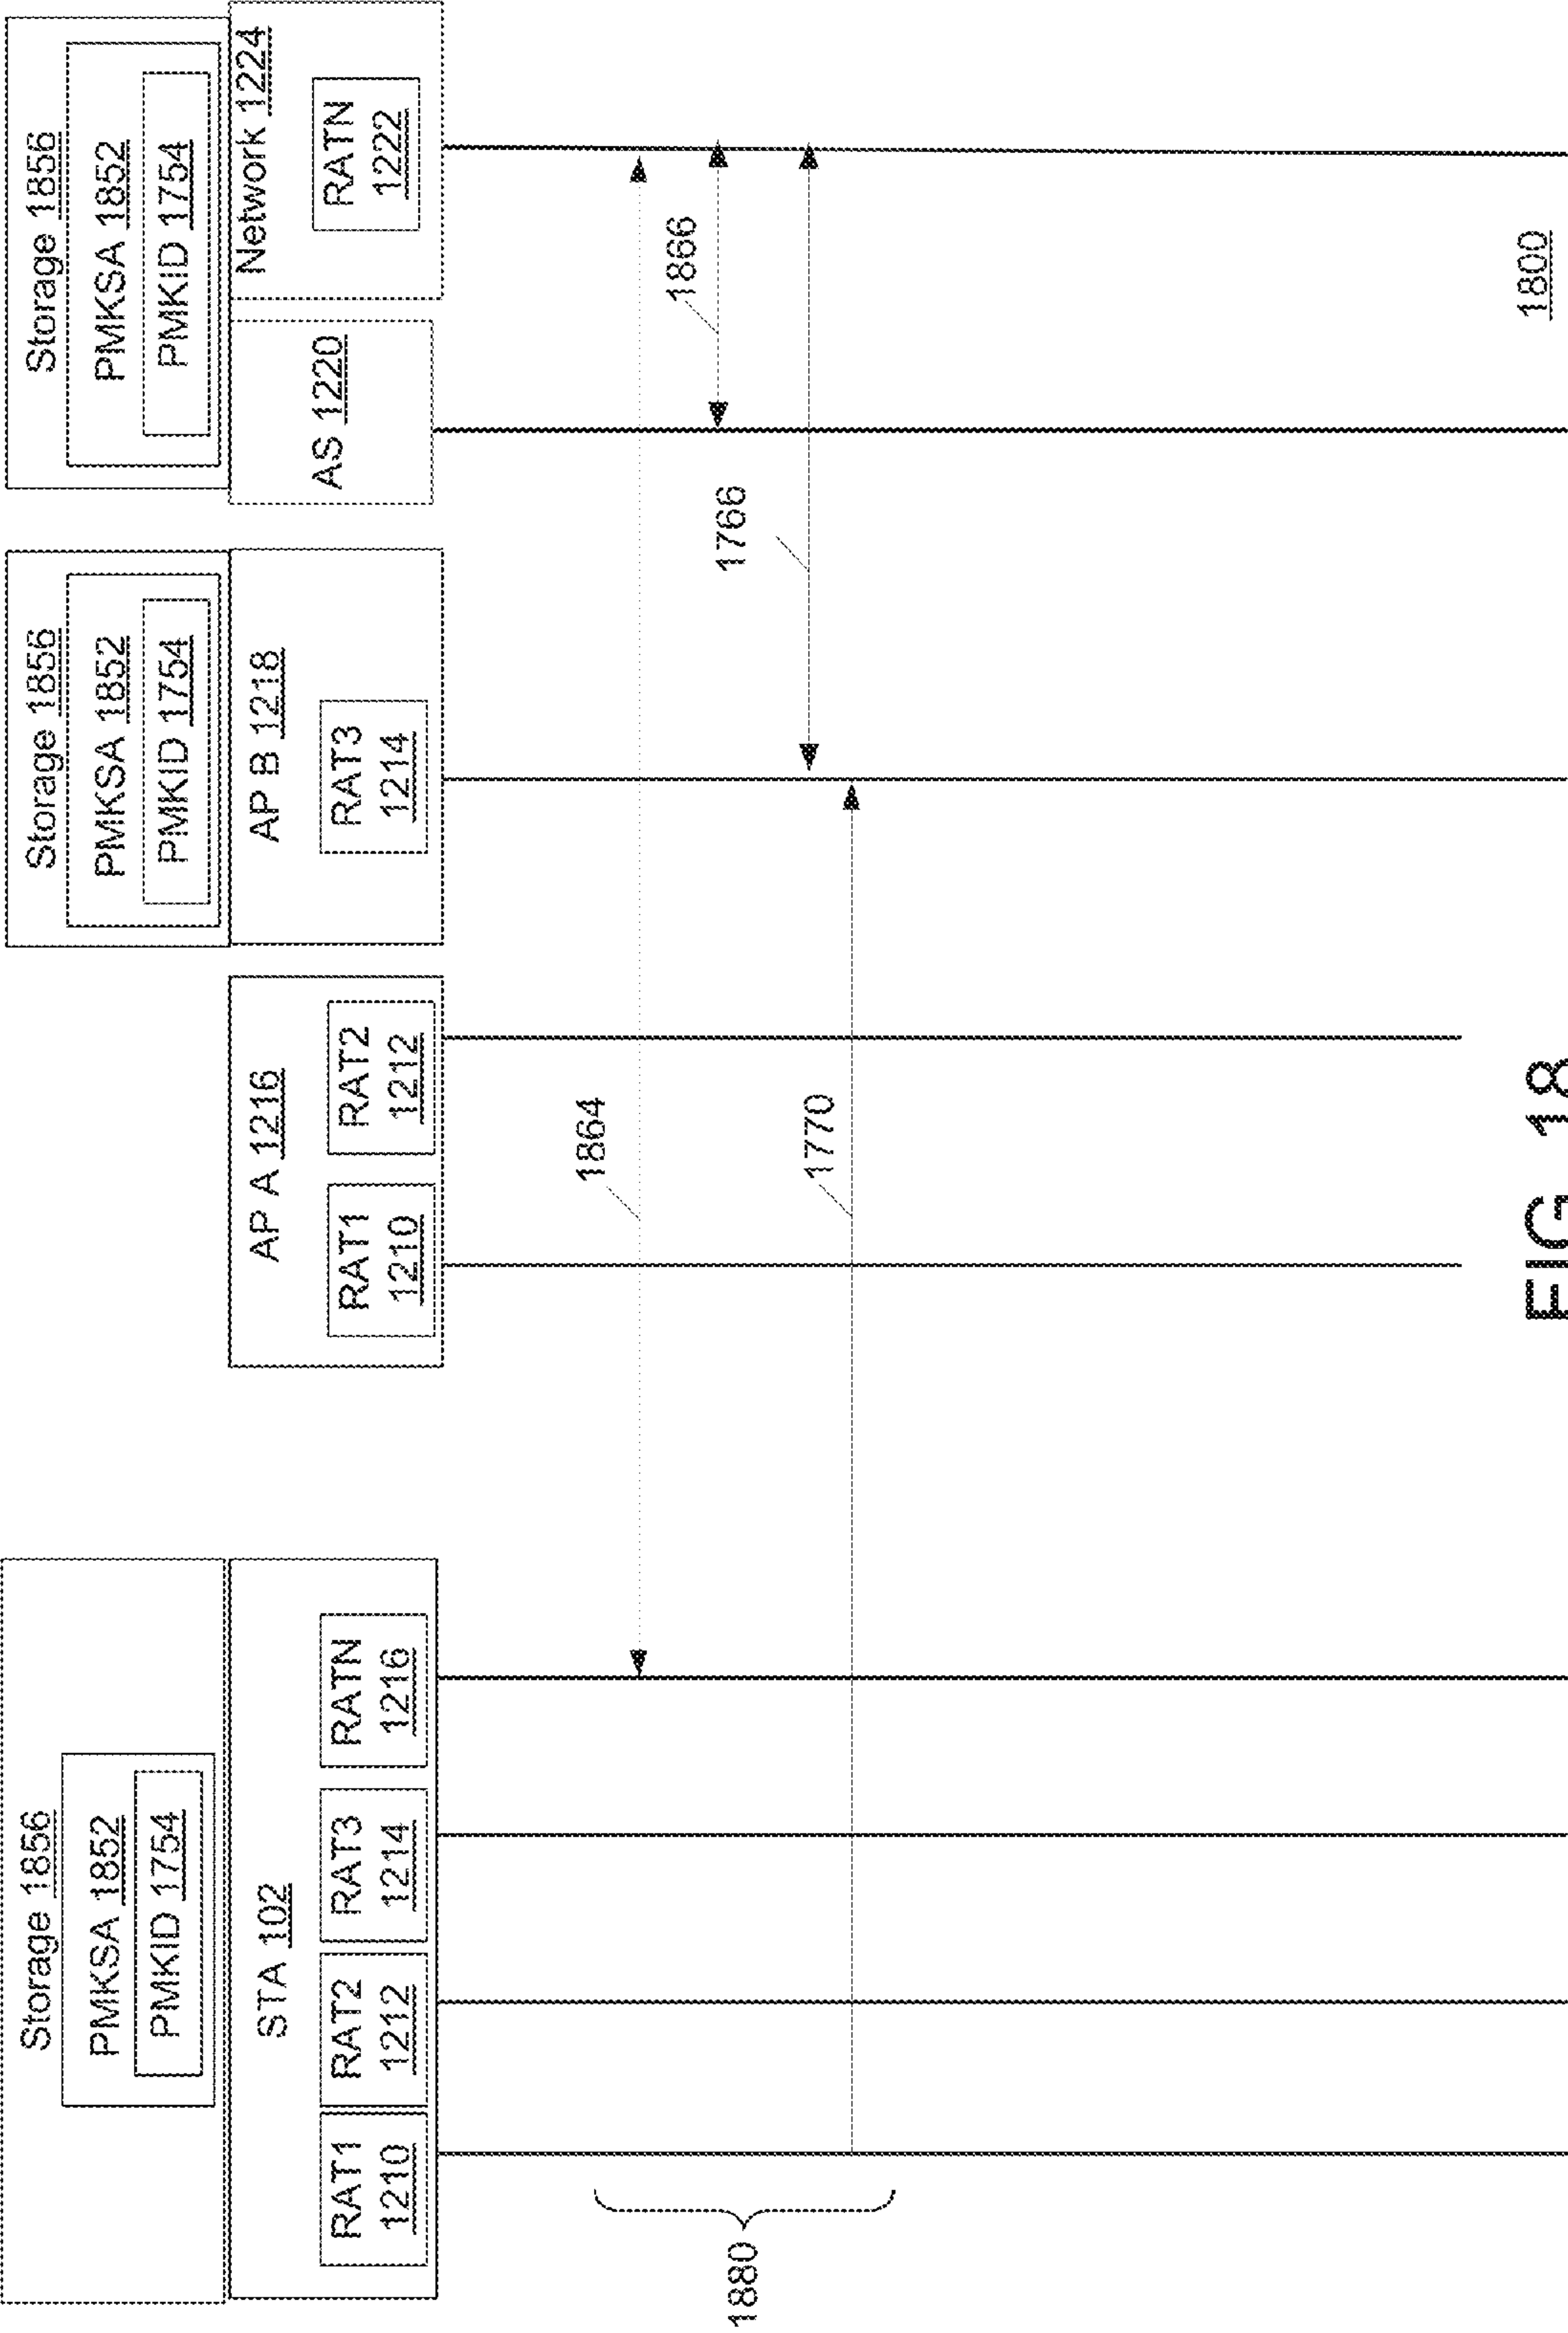 Storage 1856
PMKSA 1852
PMKID 1754
STA 102
RAT1
1210
RAT2
1212
RAT3
1214
RATN
1216
AP A 1216
RAT1
1210
RAT2
1212
Storage 1856
PMKSA 1852
PMKID 1754
AP B 1218
RAT3
1214
Storage 1856
PMKSA 1852
PMKID 1754
AS 1220
Network 1224
RATN
1222
1880
1864
1866
1766
1770
1800
FIG. 18